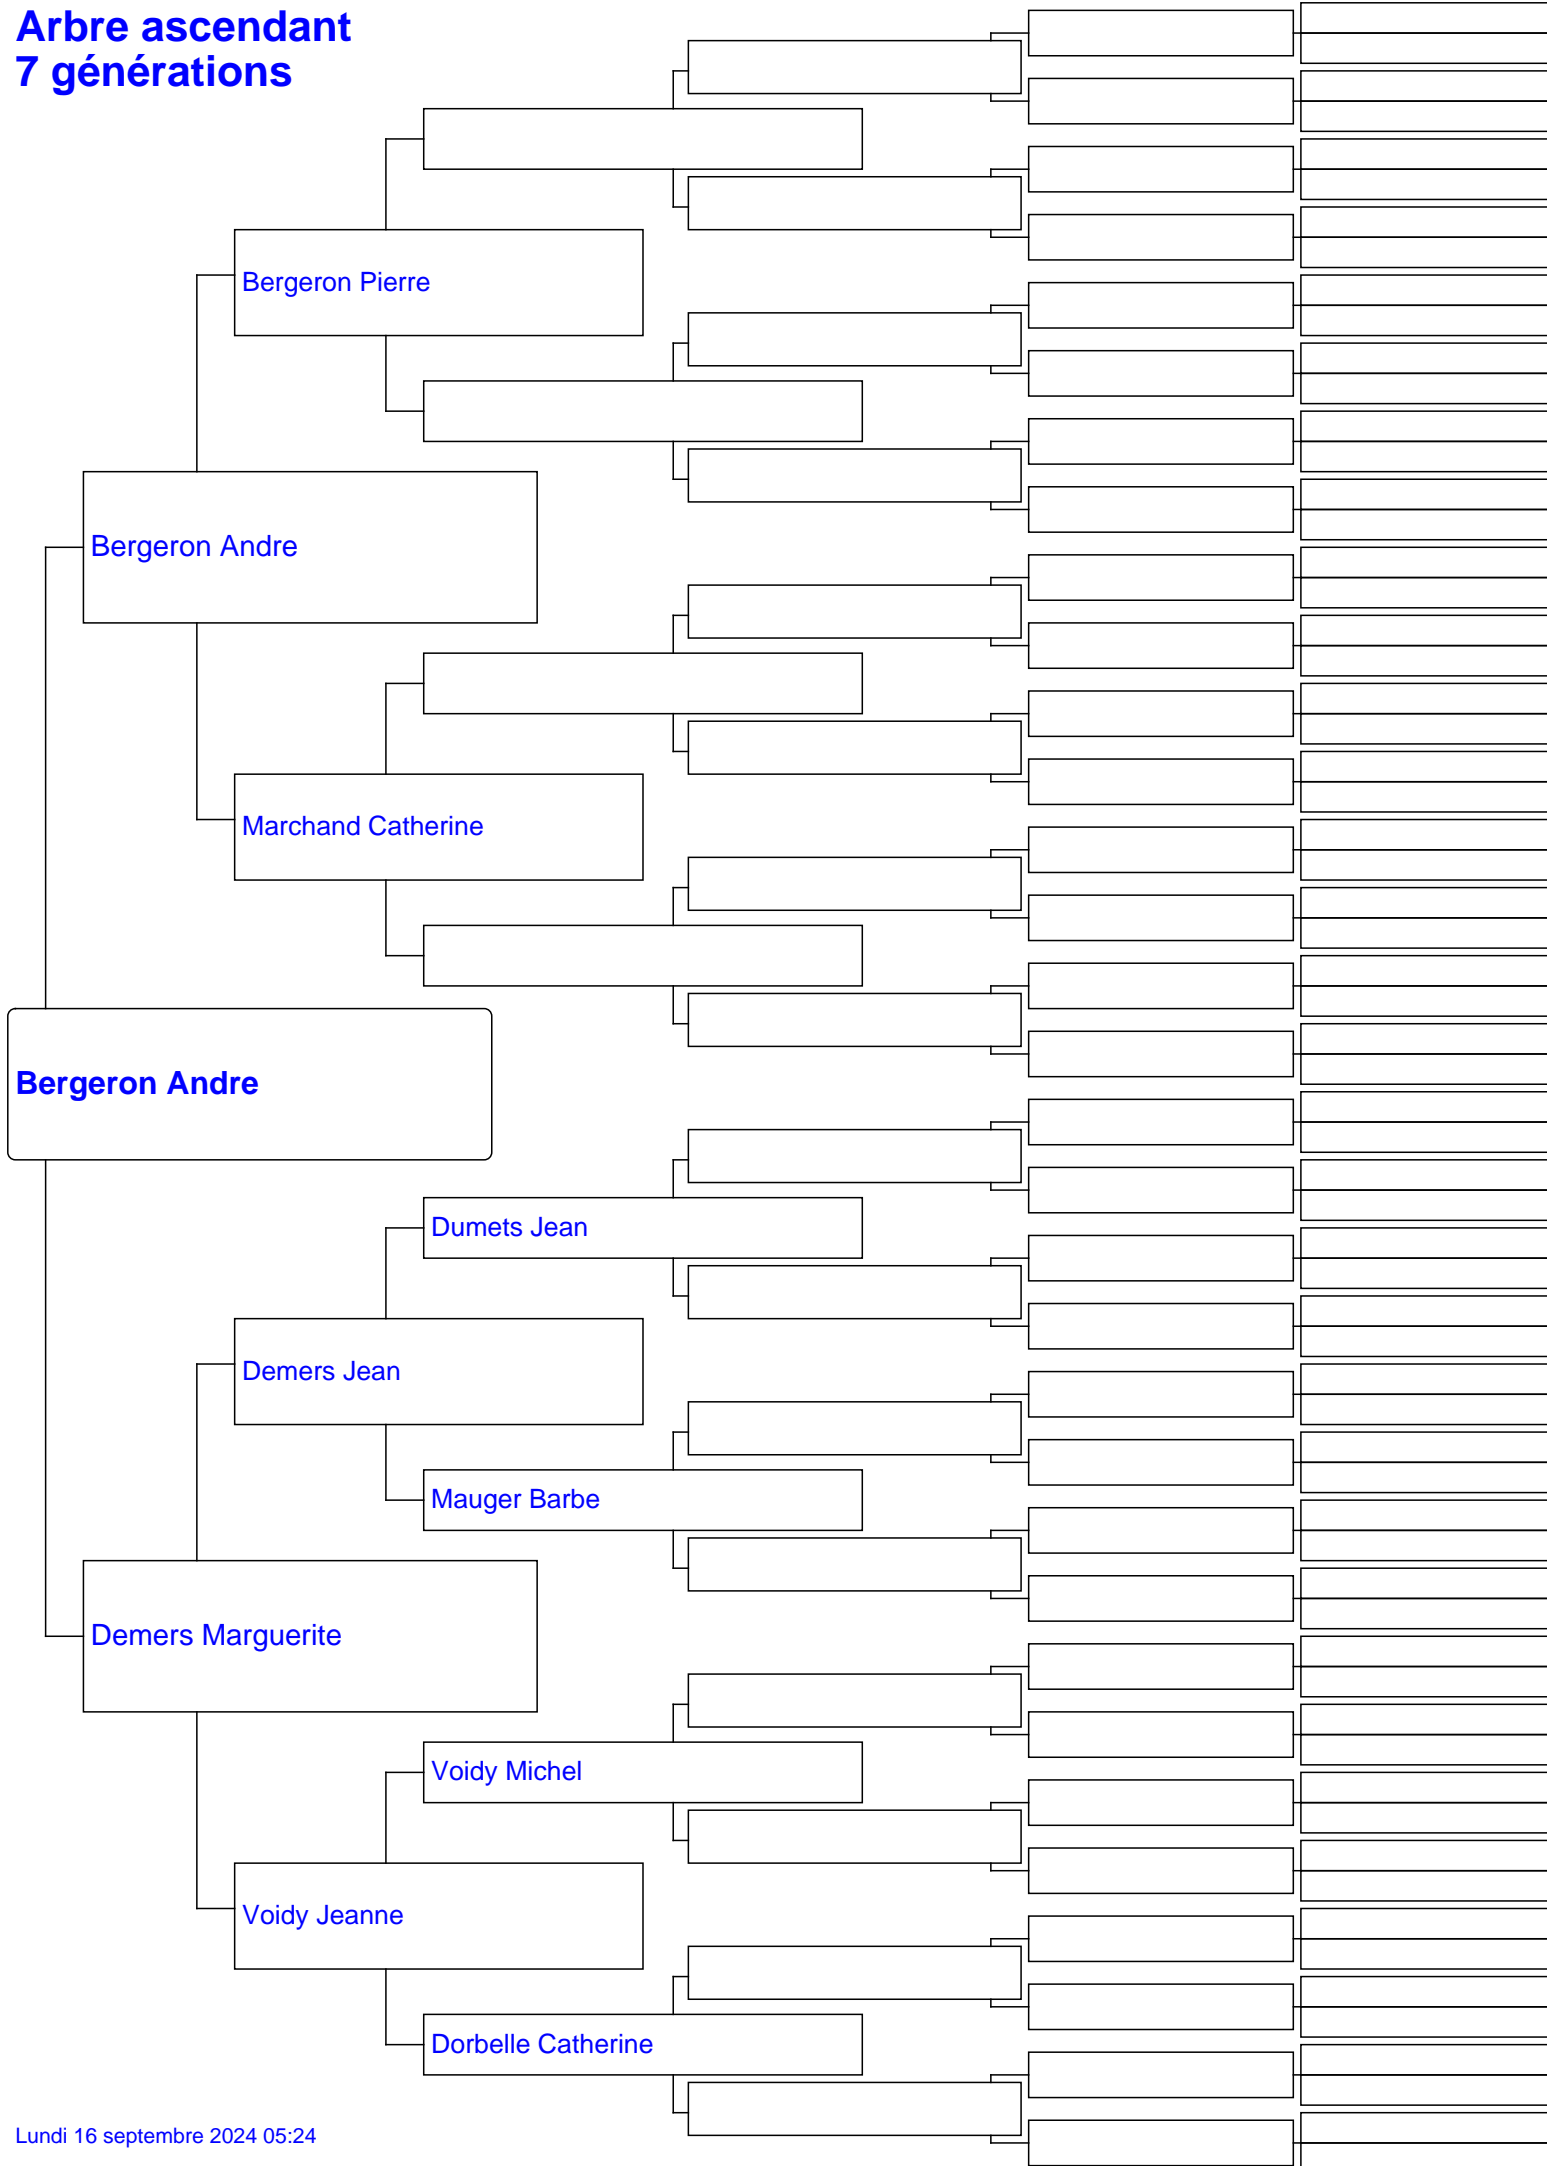 Arbre ascendant
7 générations
Bergeron Pierre
Bergeron Andre
Marchand Catherine
Bergeron Andre
Dumets Jean
Demers Jean
Mauger Barbe
Demers Marguerite
Voidy Michel
Voidy Jeanne
Dorbelle Catherine
Lundi 16 septembre 2024 05:24